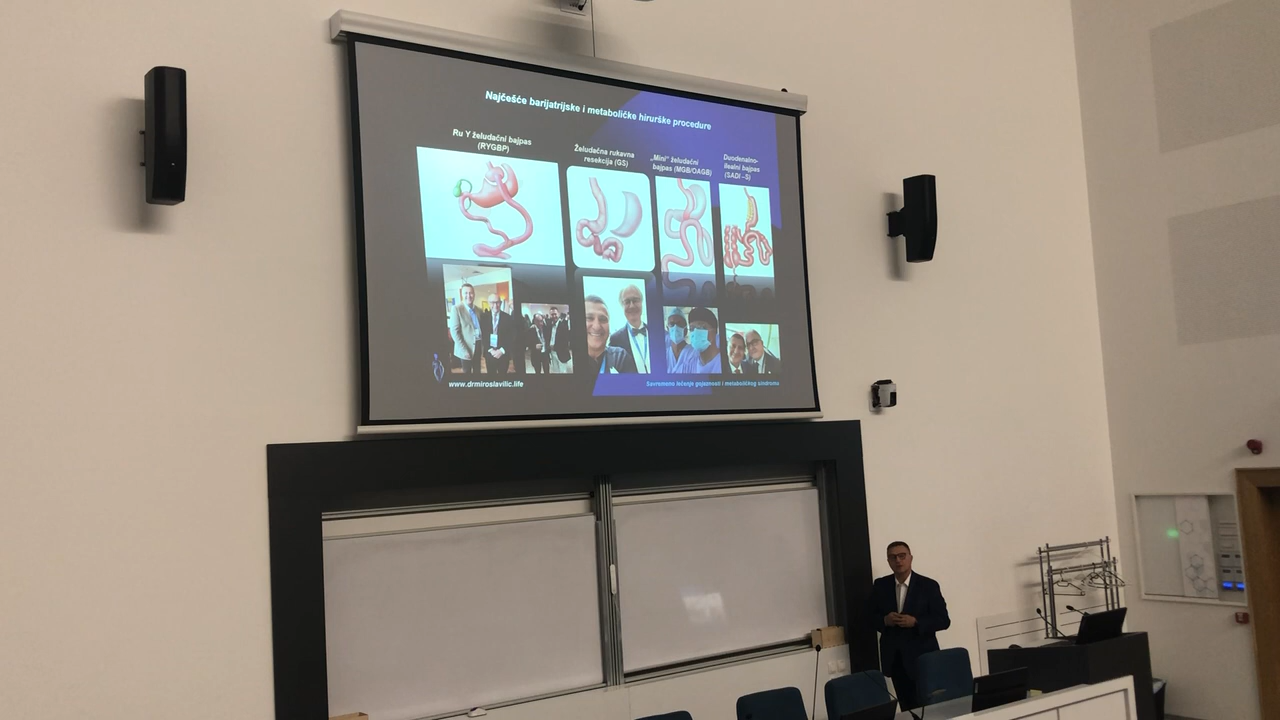 Najčešće barijatrijske i metaboličke hirurške procedure
Ru Y želudačni bajpas
(RYGBP)
Želudačna rukavna
resekcija (GS)
„Mini“ želudačni
bajpas (MGB/OAGB)
Duodenalno-
ilealni bajpas
(SADI –S)
www.drmiroslavilic.life
Savremeno lečenje gojaznosti i metaboličkog sindroma